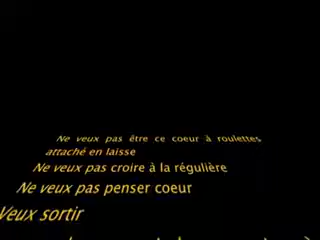 Ne veux pas être ce coeur à roulettes
attaché en laisse
Ne veux pas croire à la régulière
Ne veux pas penser coeur
Veux sortir